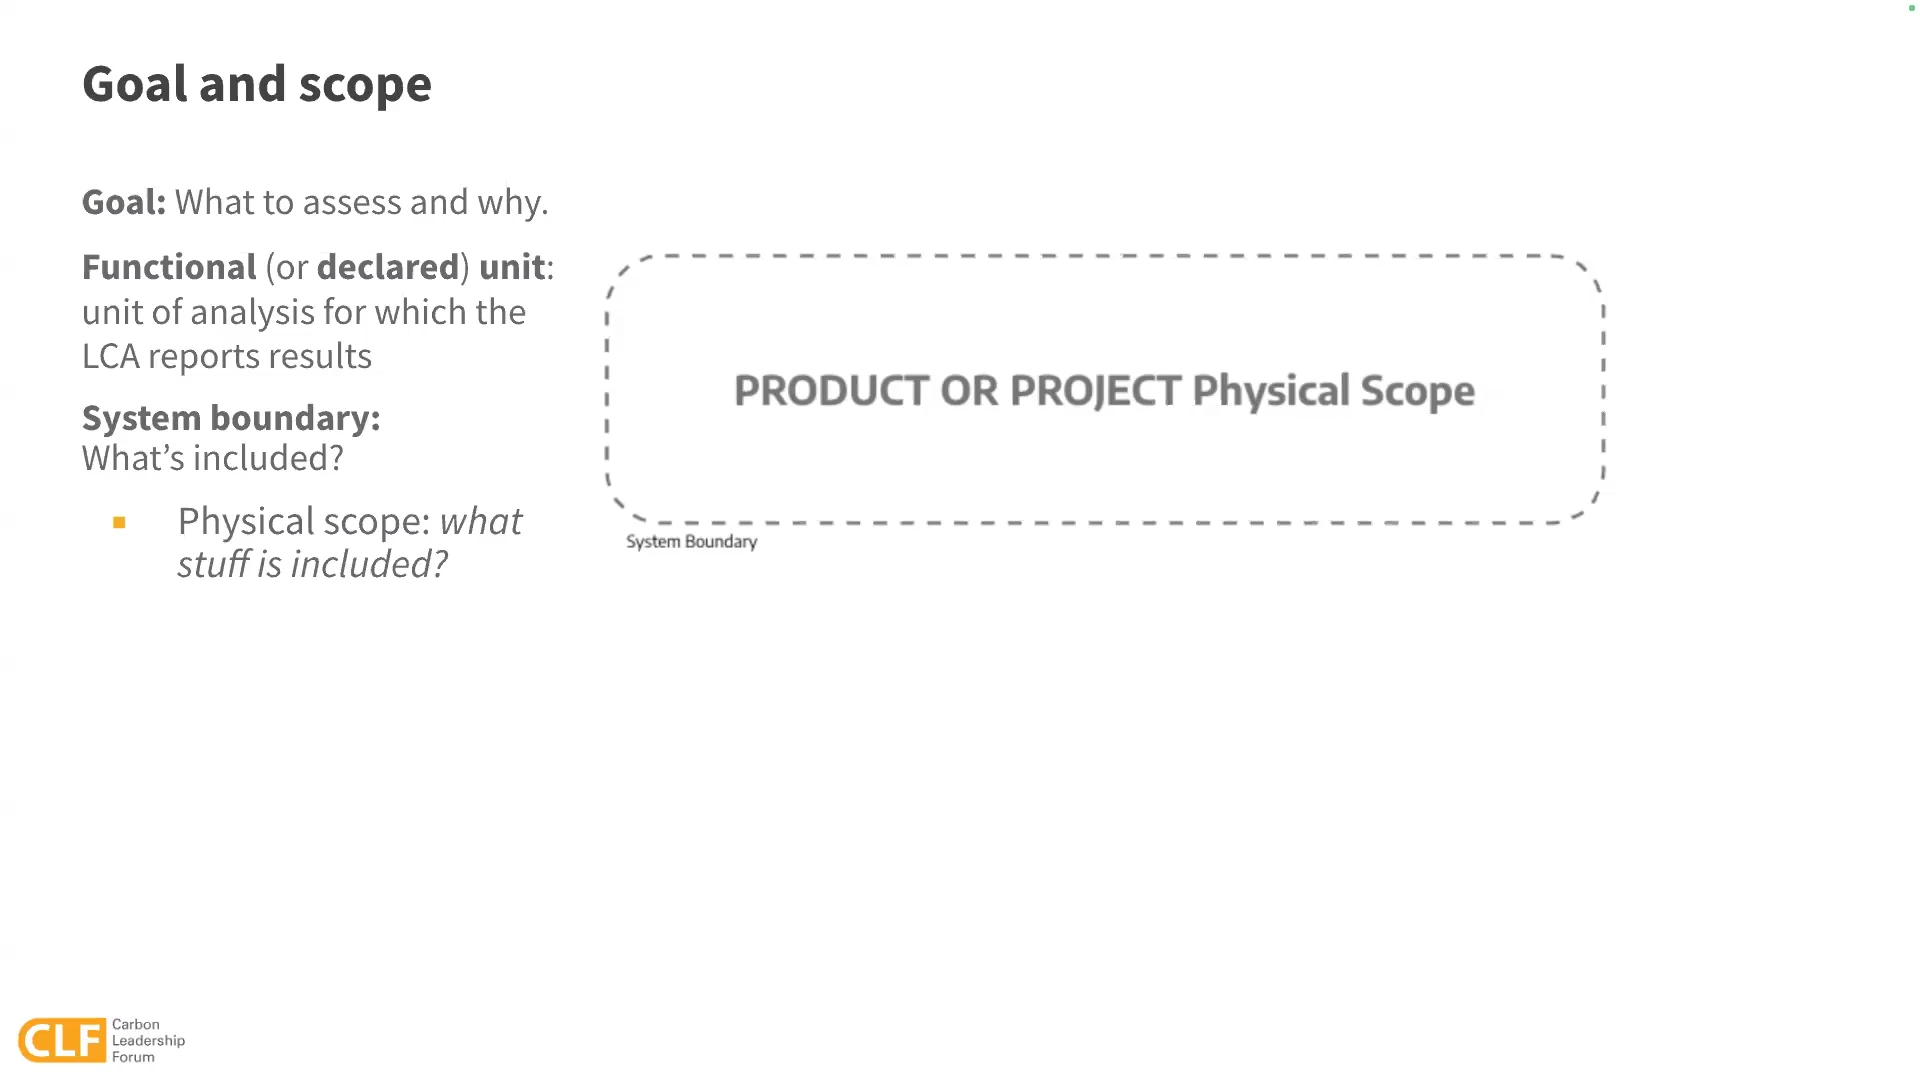 Goal and scope
Goal: What to assess and why.
Functional (or declared) unit:
unit of analysis for which the
LCA reports results
System boundary:
What’s included?
Physical scope: what
stuff is included?
PRODUCT OR PROJECT Physical Scope
System Boundary
CLF
Carbon
Leadership
Forum